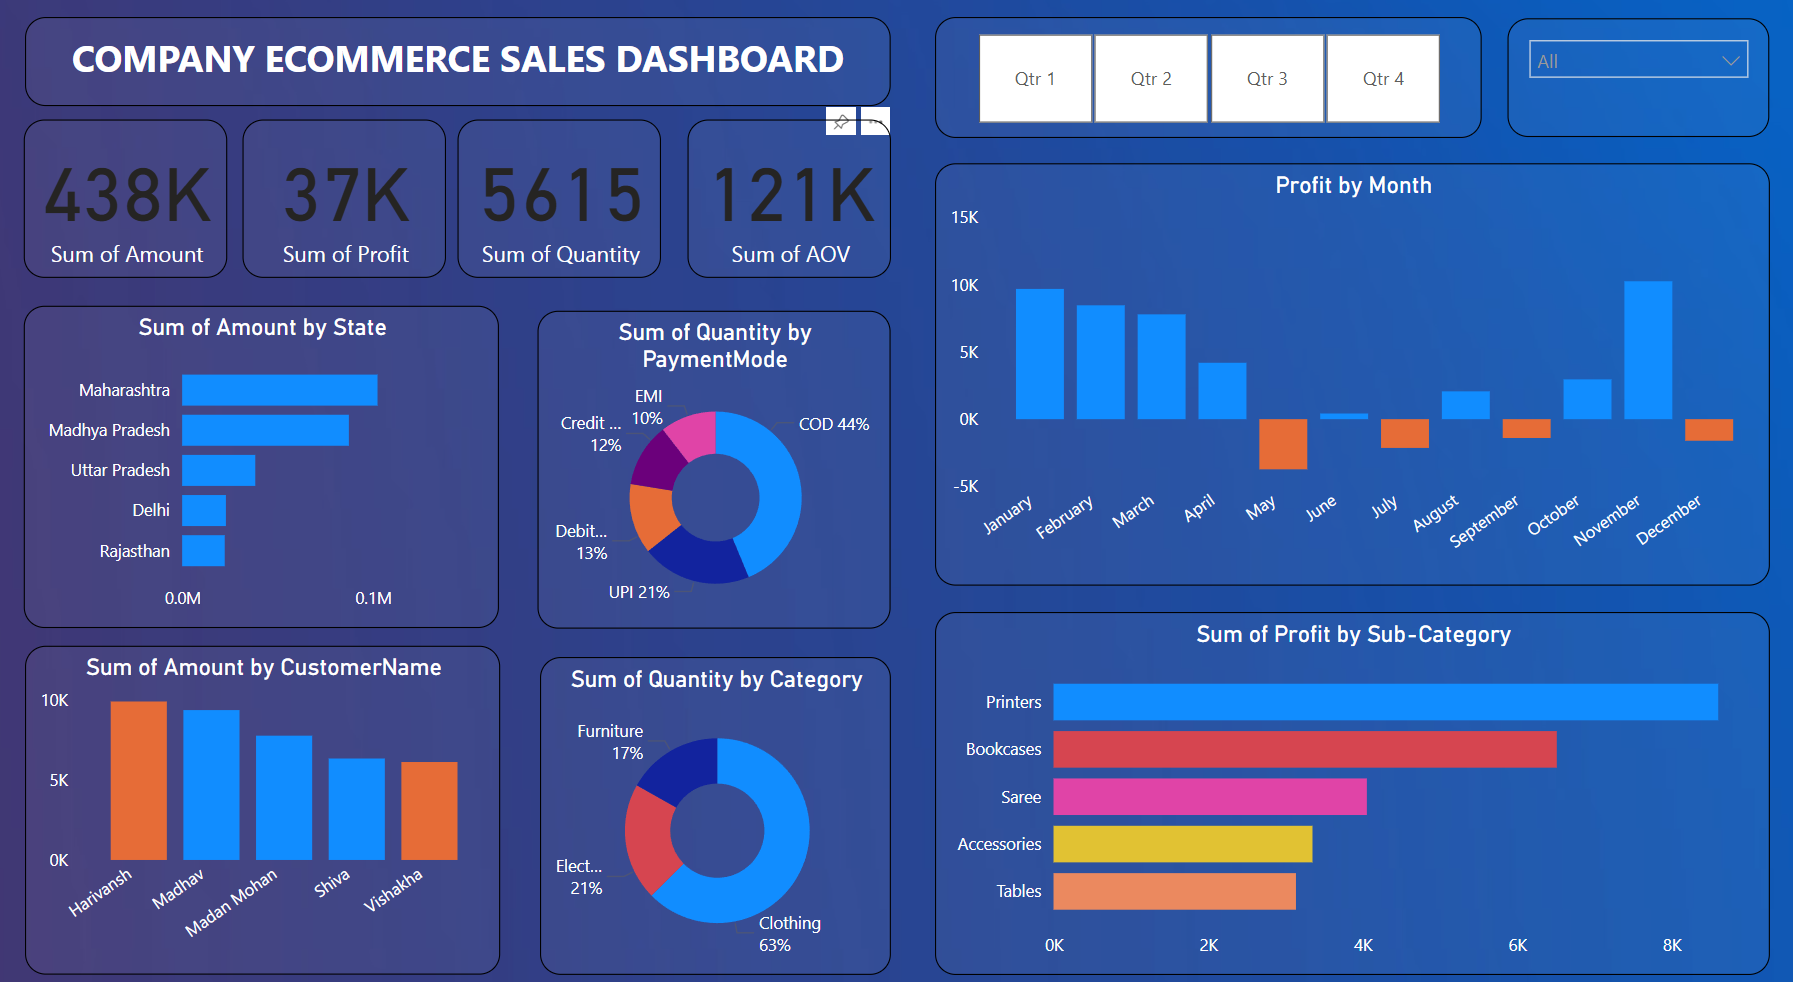 COMPANY ECOMMERCE SALES DASHBOARD
Qtr 1
Qtr 2
Qtr 3
Qtr 4
All
438K
Sum of Amount
37K
Sum of Profit
5615
Sum of Quantity
121K
Sum of AOV
Profit by Month
15K
10K
5K
0K
-5K
January
February
March
April
May
June
July
August
September
October
November
December
Sum of Amount by State
Maharashtra
Madhya Pradesh
Uttar Pradesh
Delhi
Rajasthan
0.0M
0.1M
Sum of Quantity by
PaymentMode
EMI
10%
Credit ...
12%
COD 44%
Debit...
13%
UPI 21%
Sum of Amount by CustomerName
10K
5K
0K
Harivansh
Madhav
Madan Mohan
Shiva
Vishakha
Sum of Quantity by Category
Furniture
17%
Elect...
21%
Clothing
63%
Sum of Profit by Sub-Category
Printers
Bookcases
Saree
Accessories
Tables
0K
2K
4K
6K
8K